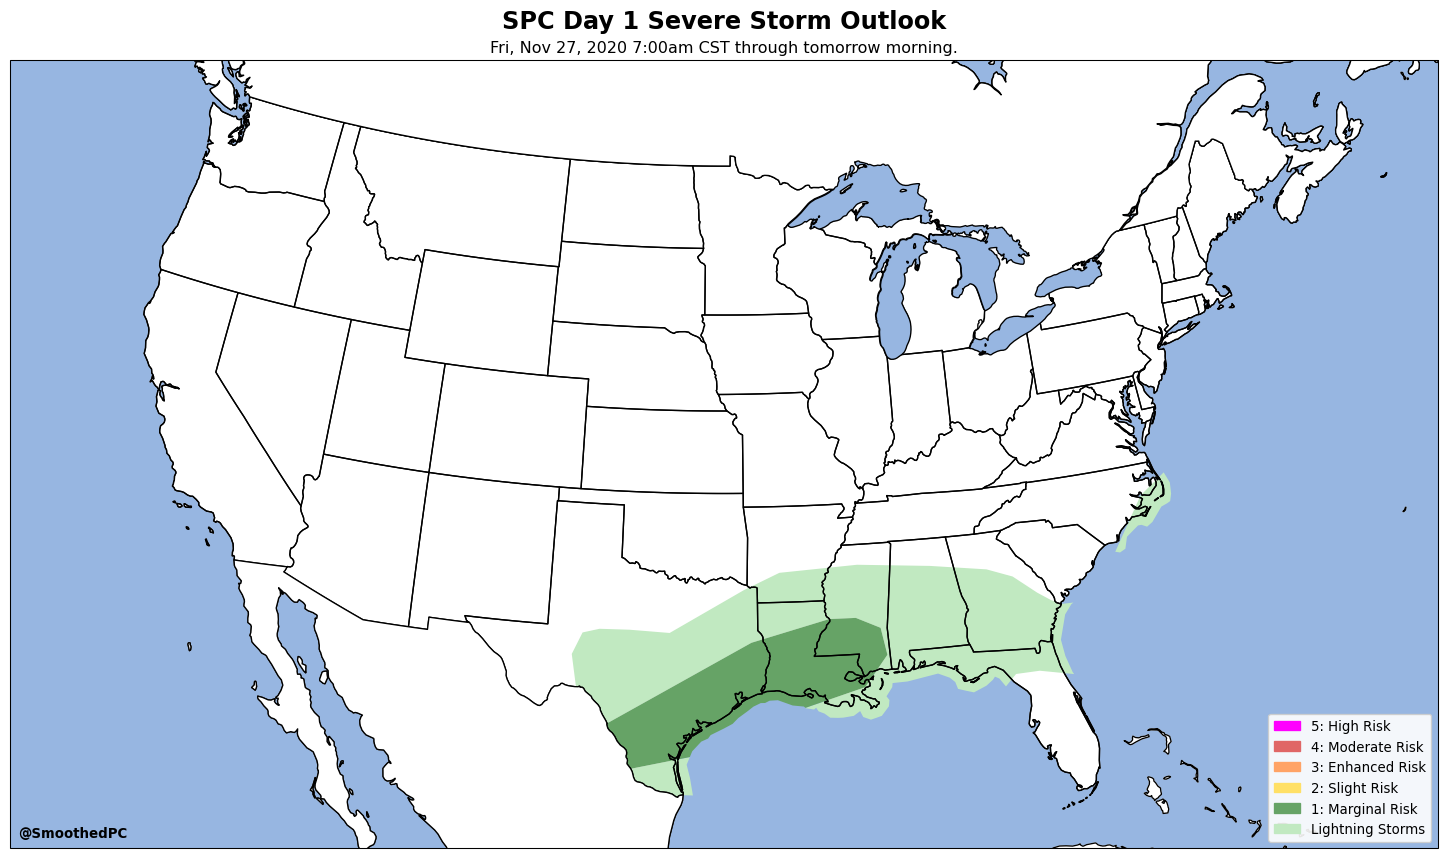 SPC Day 1 Severe Storm Outlook
Fri, Nov 27, 2020 7:00am CST through tomorrow morning.
5: High Risk
4: Moderate Risk
3: Enhanced Risk
2: Slight Risk
1: Marginal Risk
Lightning Storms
@SmoothedPC